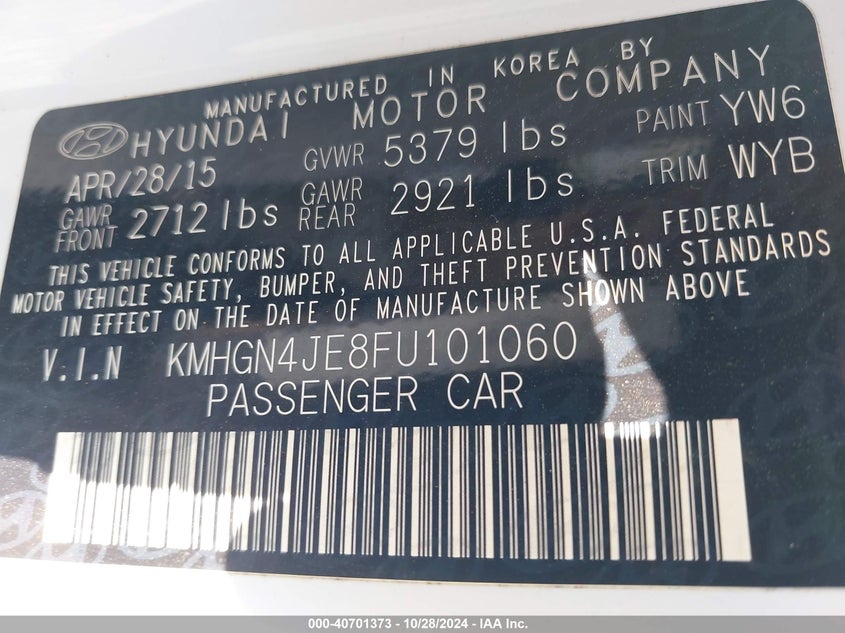 MANUFACTURED IN KOREA BY
HYUNDAI MOTOR COMPANY
APR/28/15 GVWR 5379 lbs PAINT YW6
GAWR FRONT 2712 lbs GAWR REAR 2921 lbs TRIM WYB
THIS VEHICLE CONFORMS TO ALL APPLICABLE U.S.A. FEDERAL
MOTOR VEHICLE SAFETY, BUMPER, AND THEFT PREVENTION STANDARDS
IN EFFECT ON THE DATE OF MANUFACTURE SHOWN ABOVE
V.I.N KMHGN4JE8FU101060
PASSENGER CAR
000-40701373 - 10/28/2024 - IAA Inc.